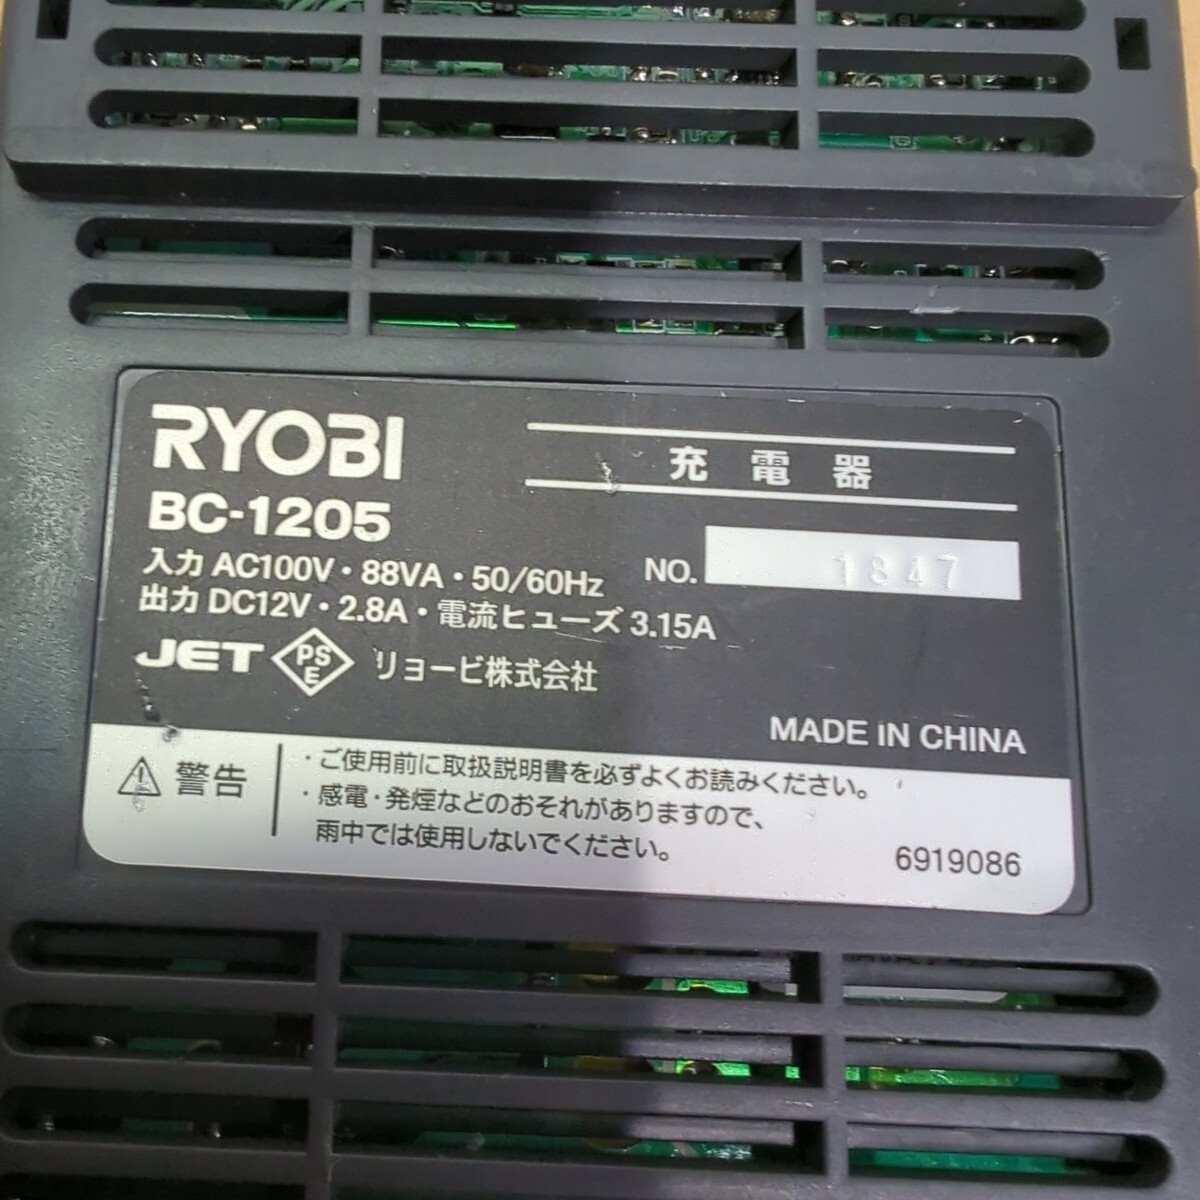 RYOBI
充電器
BC-1205
入力 AC100V・88VA・50/60Hz
NO. 1847
出力 DC12V・2.8A・電流ヒューズ 3.15A
JET PSE リョービ株式会社
MADE IN CHINA
警告
・ご使用前に取扱説明書を必ずよくお読みください。
・感電・発煙などのおそれがありますので、
雨中では使用しないでください。
6919086